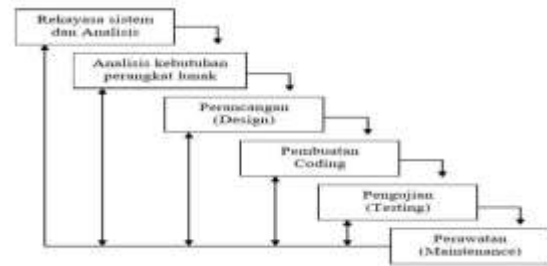 Rekayasa sistem
dan Analisis
Analisis kebutuhan
perangkat lunak
Perancangan
(Design)
Pembuatan
Coding
Pengujian
(Testing)
Perawatan
(Maintenance)